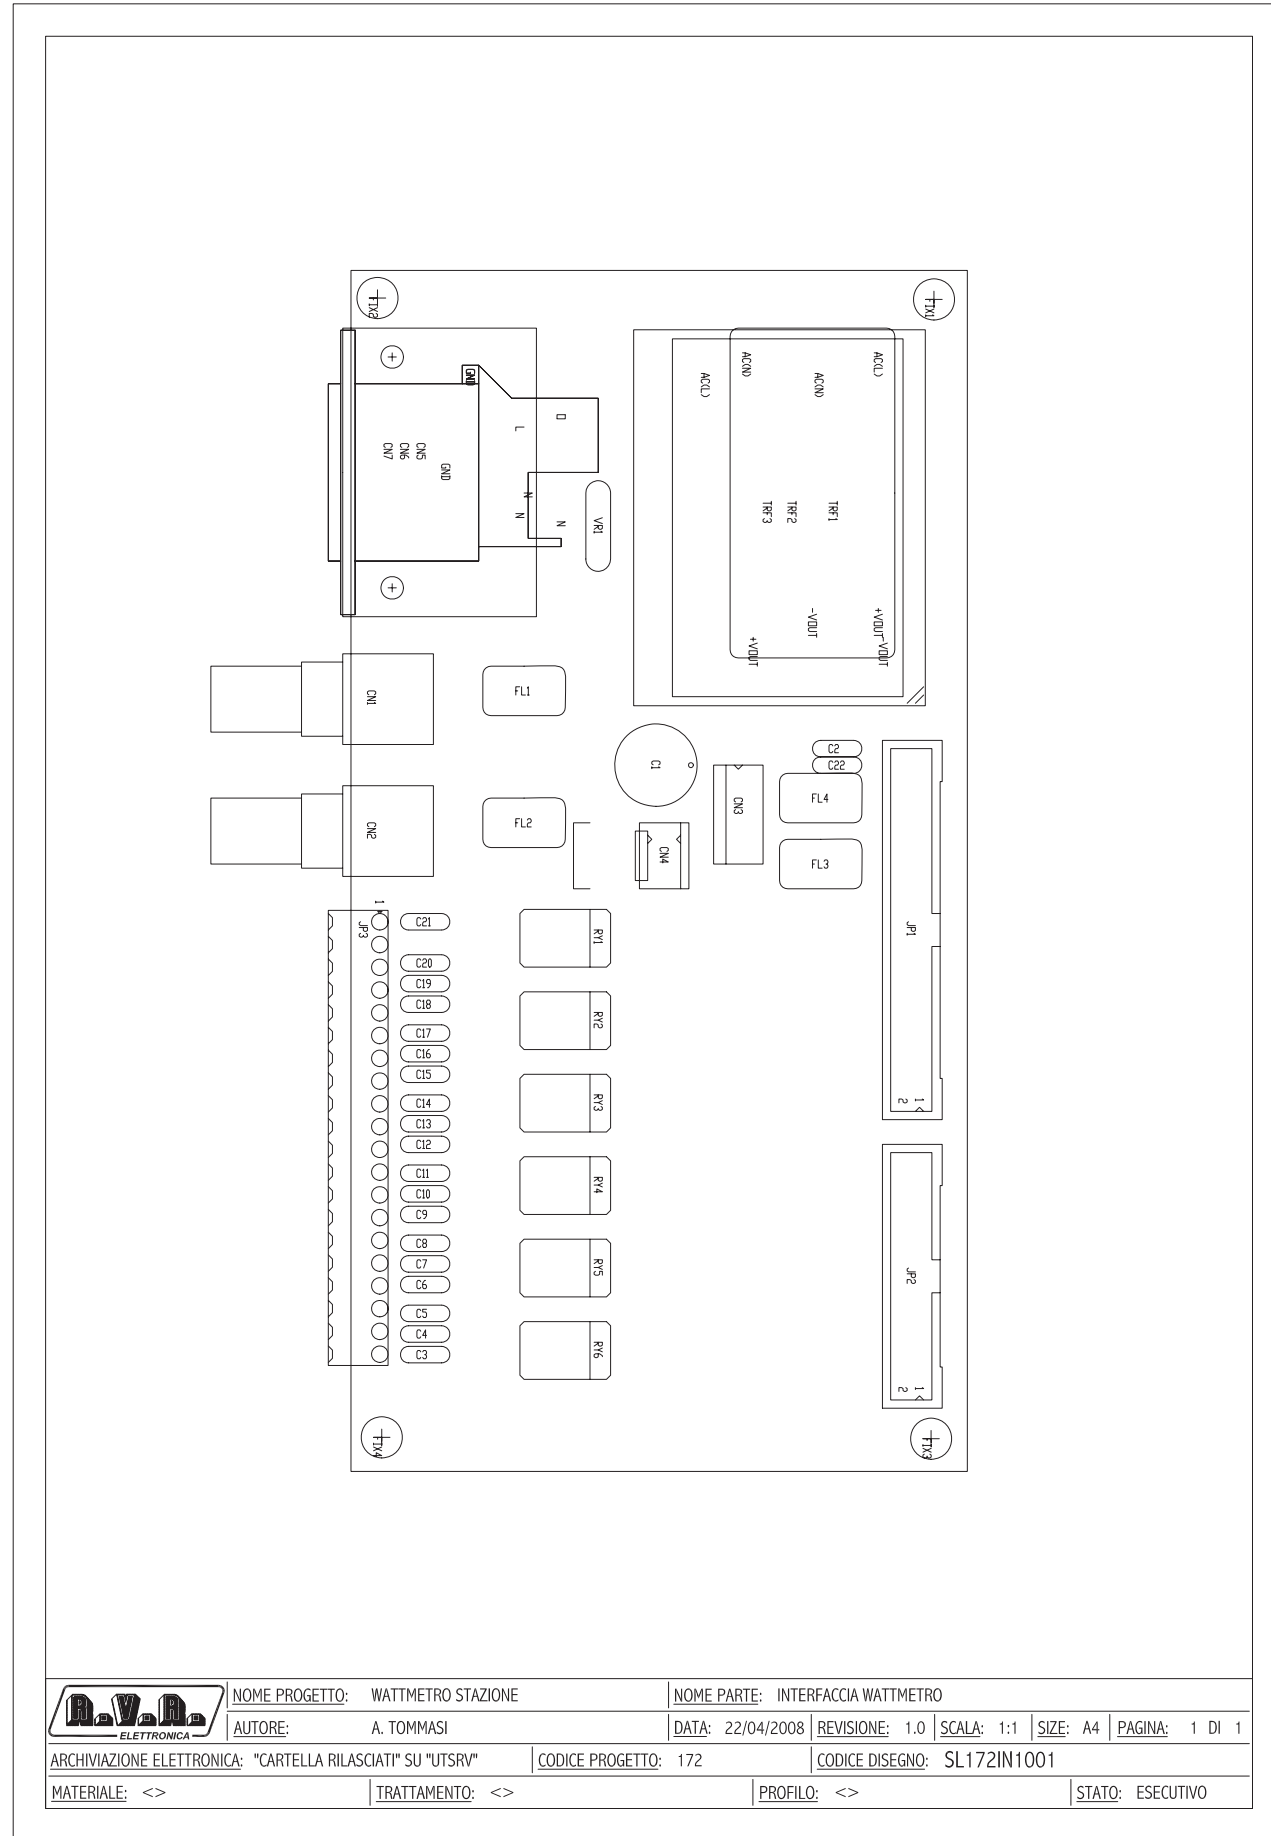 FIX2
FIX1
GND
AC(L)
AC(N)
AC(N)
AC(L)
L
CN7
CN6
CN5
GND
N
N
N
VR1
TRF3
TRF2
TRF1
+VOUT
-VOUT
+VOUT
-VOUT
CN1
FL1
C1
C2
C22
CN3
FL4
CN2
FL2
CN4
FL3
1
JP3
C21
RY1
JP1
C20
C19
C18
RY2
C17
C16
C15
RY3
2
1
C14
C13
C12
C11
RY4
C10
C9
C8
RY5
JP2
C7
C6
C5
RY6
C4
C3
2
1
FIX4
FIX3
A.V.A.
ELETTRONICA
NOME PROGETTO: WATTMETRO STAZIONE
NOME PARTE: INTERFACCIA WATTMETRO
AUTORE: A. TOMMASI
DATA: 22/04/2008
REVISIONE: 1.0
SCALA: 1:1
SIZE: A4
PAGINA: 1 DI 1
ARCHIVIAZIONE ELETTRONICA: "CARTELLA RILASCIATI" SU "UTSRV"
CODICE PROGETTO: 172
CODICE DISEGNO: SL172IN1001
MATERIALE: <>
TRATTAMENTO: <>
PROFILO: <>
STATO: ESECUTIVO